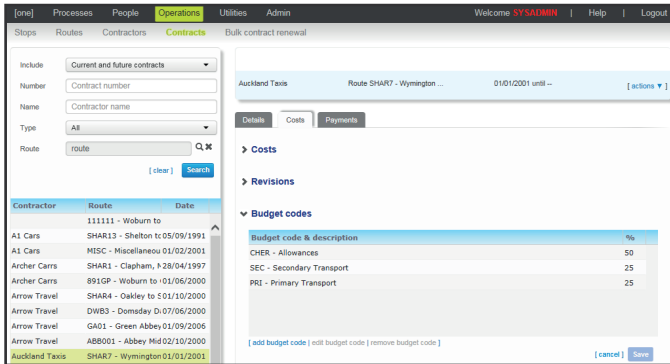 [one] Processes People Operations Utilities Admin Welcome SYSADMIN | Help | Logout
Stops Routes Contractors Contracts Bulk contract renewal
Include Current and future contracts
Number Contract number
Name Contractor name
Type All
Route route
[ clear ] Search
Contractor Route Date
111111 - Woburn to
A1 Cars SHAR13 - Shelton to 05/09/1991
A1 Cars MISC - Miscellaneou 01/02/2001
Archer Carrs SHAR1 - Clapham, M 28/04/1997
Archer Carrs 891GP - Woburn to 01/06/2000
Arrow Travel SHAR4 - Oakley to S 01/10/2000
Arrow Travel DWB3 - Domsday D 07/06/2000
Arrow Travel GA01 - Green Abbey 01/09/2006
Arrow Travel ABB001 - Abbey Mid 02/10/2000
Auckland Taxis SHAR7 - Wymington 01/01/2001
Auckland Taxis Route SHAR7 - Wymington ... 01/01/2001 until -- [ actions ▼ ]
Details Costs Payments
Costs
Revisions
Budget codes
Budget code & description %
CHER - Allowances 50
SEC - Secondary Transport 25
PRI - Primary Transport 25
[ add budget code | edit budget code | remove budget code ]
[ cancel ] Save